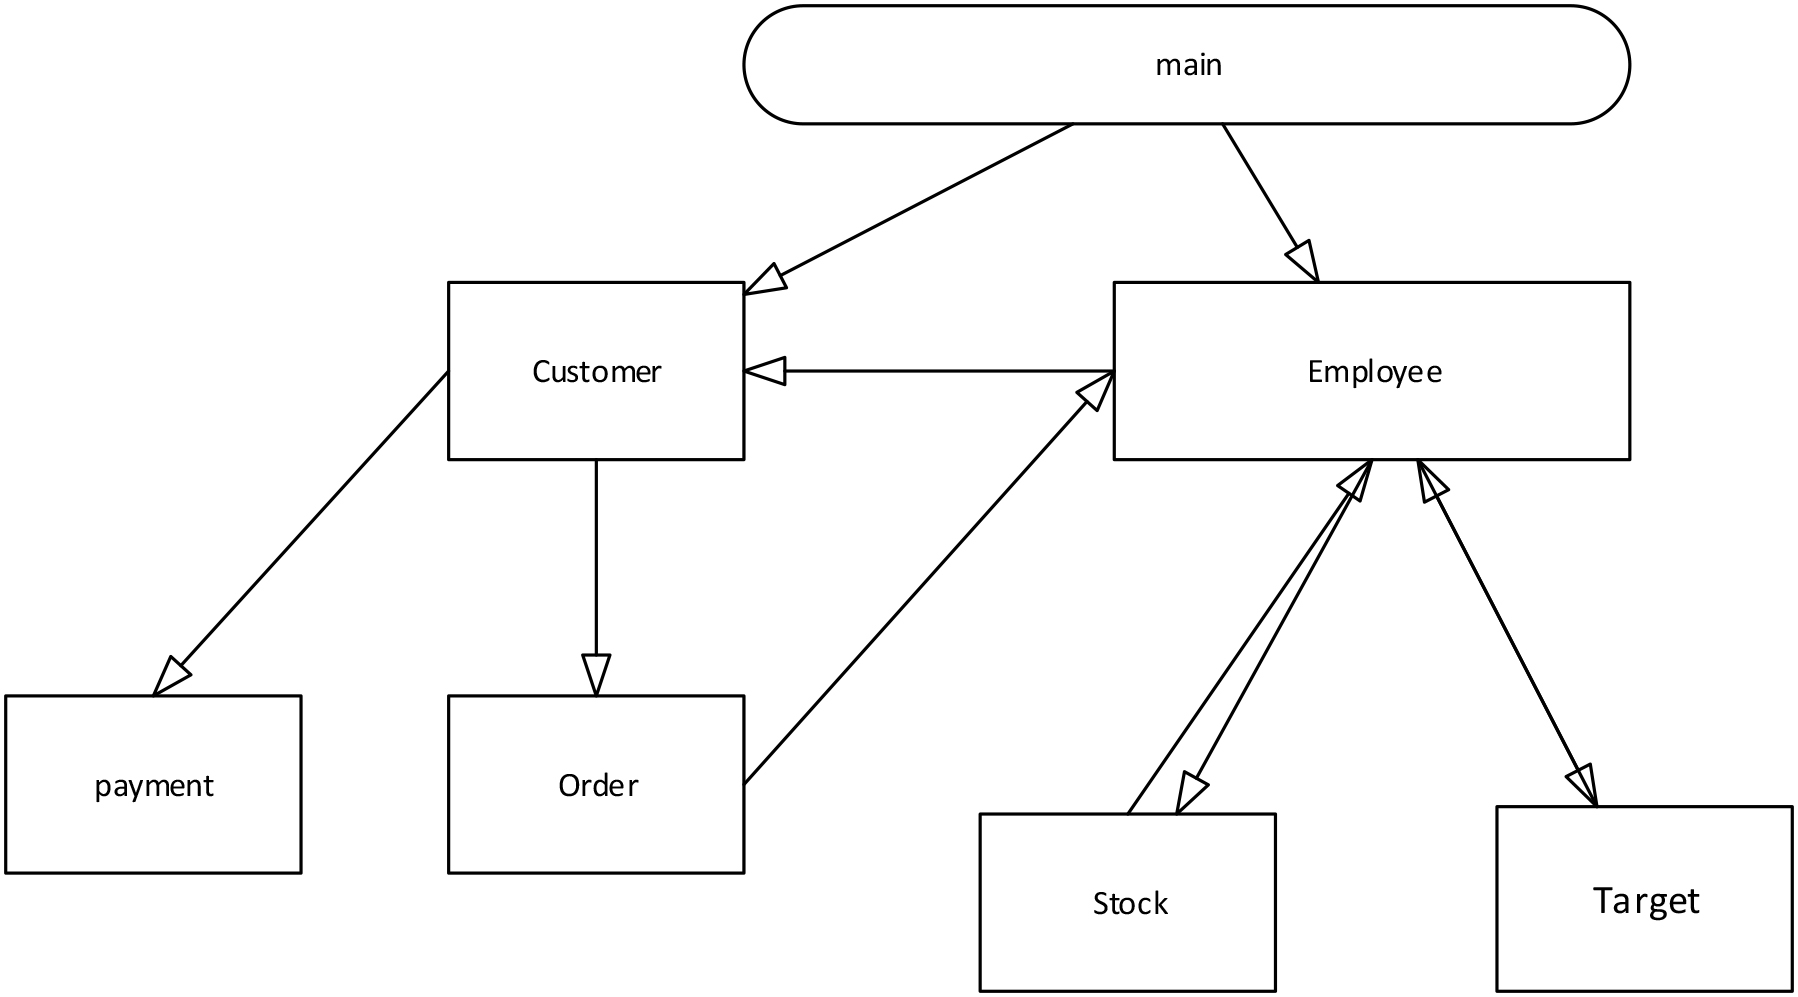 main
Customer
Employee
payment
Order
Stock
Target